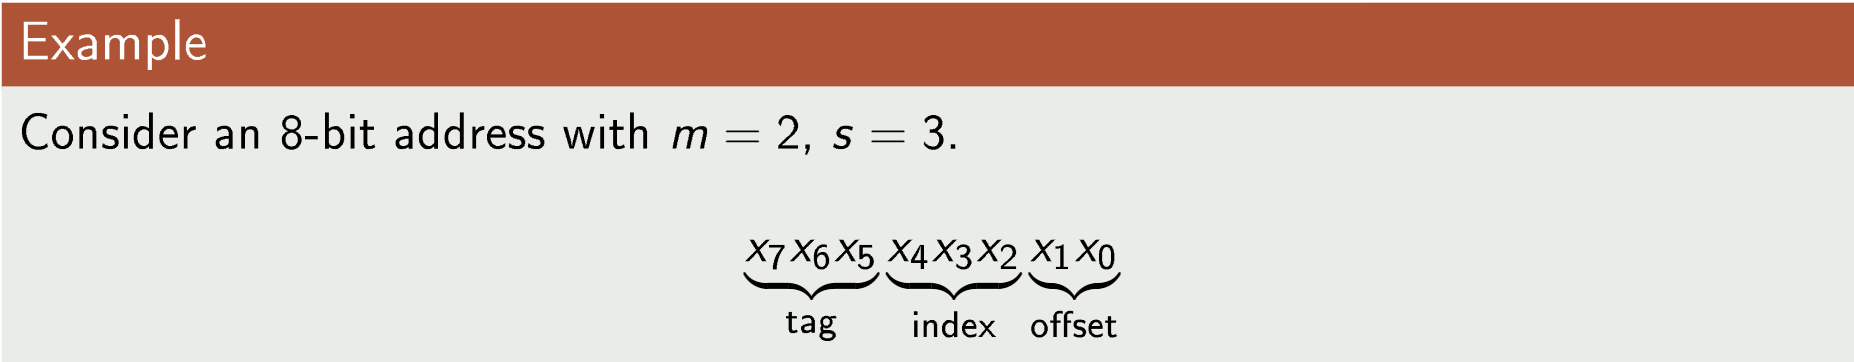 Example
Consider an 8-bit address with m = 2, s = 3.
x₇x₆x₅ x₄x₃x₂ x₁x₀
tag index offset